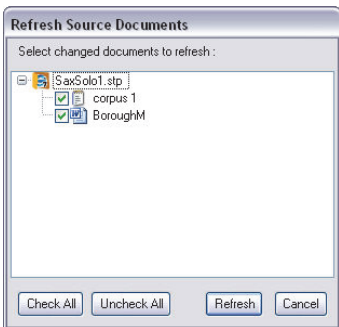 Refresh Source Documents
Select changed documents to refresh :
SaxSolo1.stp
corpus 1
BoroughM
Check All Uncheck All Refresh Cancel